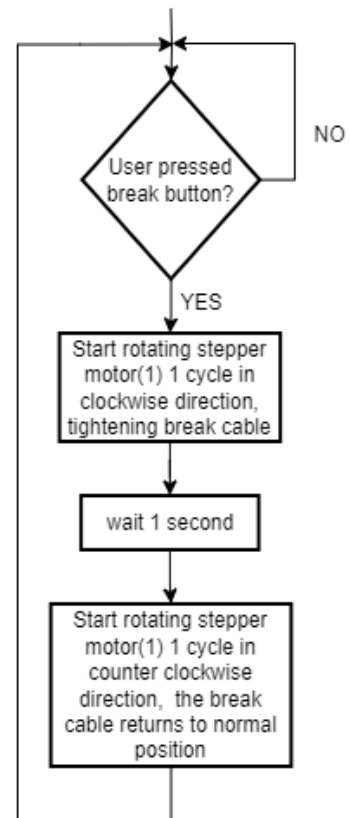 User pressed
break button?
NO
YES
Start rotating stepper
motor(1) 1 cycle in
clockwise direction,
tightening break cable
wait 1 second
Start rotating stepper
motor(1) 1 cycle in
counter clockwise
direction, the break
cable returns to normal
position